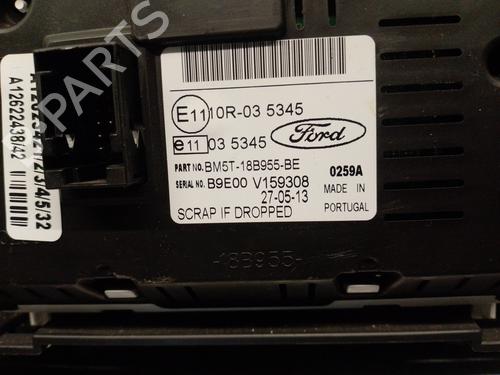 E11 10R-03 5345
e11 03 5345 Ford
PART NO. BM5T-18B955-BE 0259A
SERIAL NO. B9E00 V159308 MADE IN
27-05-13 PORTUGAL
SCRAP IF DROPPED
-18B955-
A12622438/42
B-PARTS